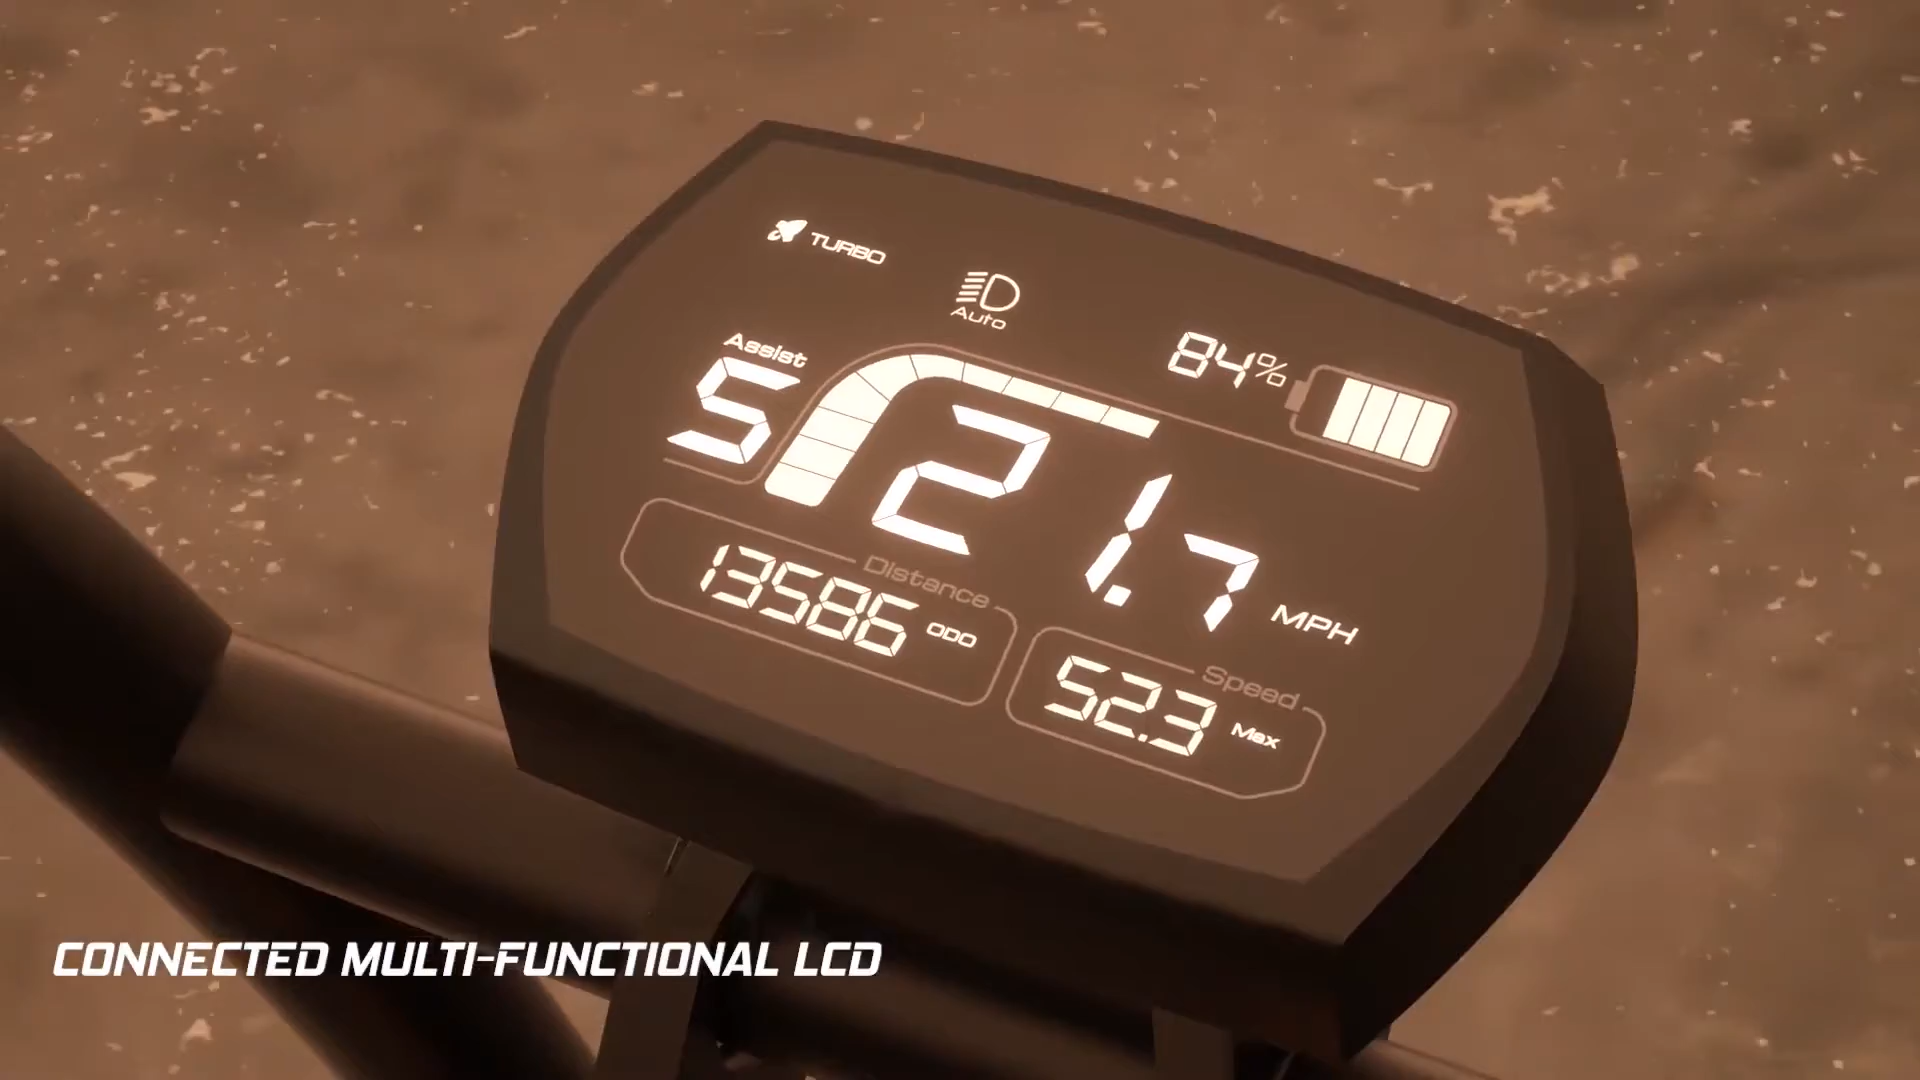 TURBO
Auto
84%
Assist
5
21.7
MPH
Distance
13586 ODO
Speed
52.3 Max
CONNECTED MULTI-FUNCTIONAL LCD